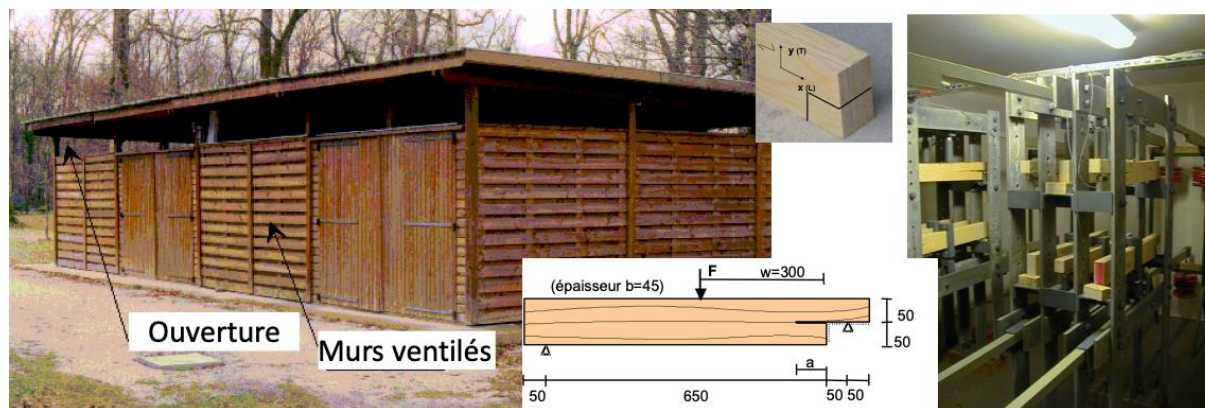 Ouverture
Murs ventilés
y (T)
x (L)
F
w=300
(épaisseur b=45)
50
50
a
50
650
50 50